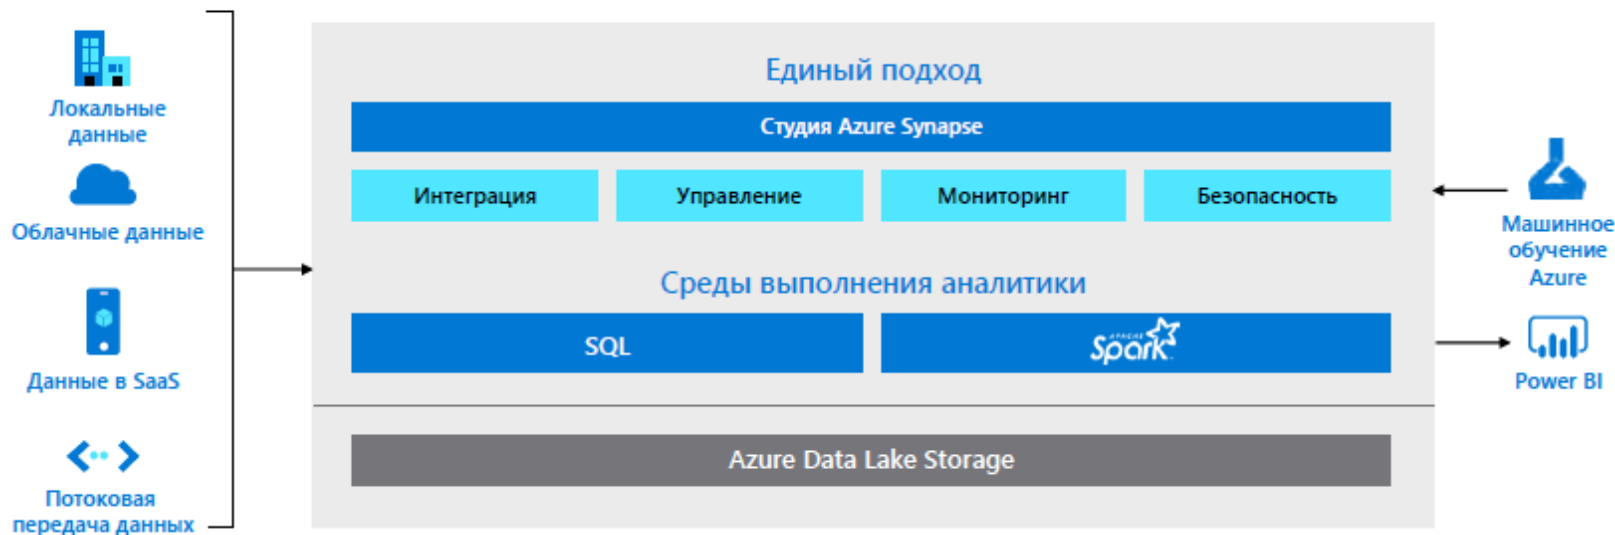 Локальные
данные
Облачные данные
Данные в SaaS
Потоковая
передача данных
Единый подход
Студия Azure Synapse
Интеграция
Управление
Мониторинг
Безопасность
Среды выполнения аналитики
SQL
APACHE
Spark
Azure Data Lake Storage
Машинное
обучение
Azure
Power BI